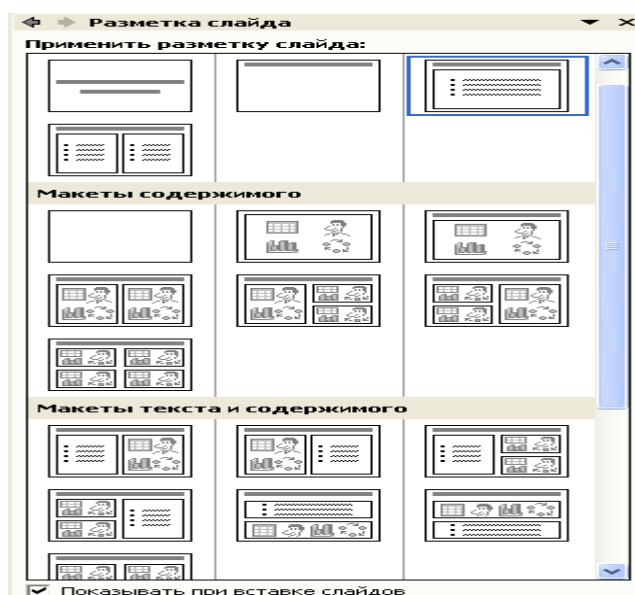 Разметка слайда
Применить разметку слайда:
Макеты содержимого
Макеты текста и содержимого
Показывать при вставке слайдов